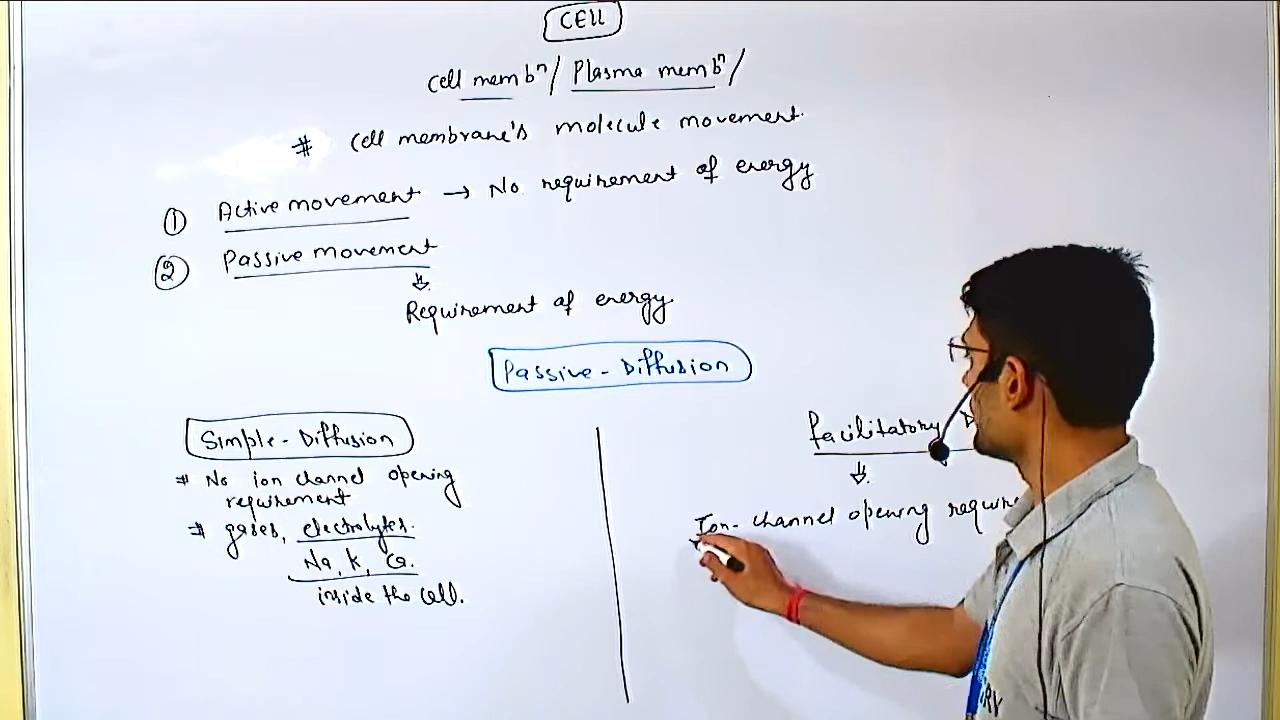 CELL
Cell membⁿ/ Plasma membⁿ/
# Cell membrane's molecule movement.
① Active movement → No requirement of energy
② Passive movement
⇓
Requirement of energy.
Passive - Diffusion
Simple - Diffusion
# No ion channel opening
requirement
# gases, electrolytes.
Na, K, Ca.
inside the cell.
Facilitatory D
⇓
Ion - channel opening require